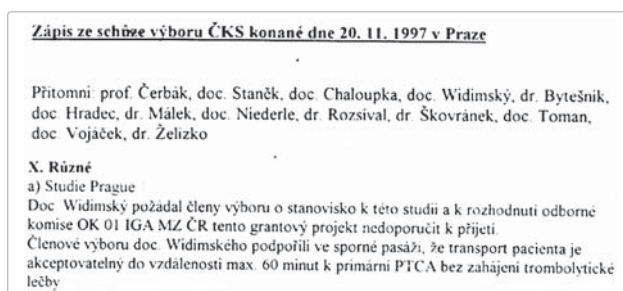 Zápis ze schůze výboru ČKS konané dne 20. 11. 1997 v Praze
Přítomni: prof. Čerbák, doc. Staněk, doc. Chaloupka, doc. Widimský, dr. Bytešník,
doc. Hradec, dr. Málek, doc. Niederle, dr. Rozsíval, dr. Škovránek, doc. Toman,
doc. Vojáček, dr. Želízko
X. Různé
a) Studie Prague
Doc. Widimský požádal členy výboru o stanovisko k této studii a k rozhodnutí odborné
komise OK 01 IGA MZ ČR tento grantový projekt nedoporučit k přijetí.
Členové výboru doc. Widimského podpořili ve sporné pasáži, že transport pacienta je
akceptovatelný do vzdálenosti max. 60 minut k primární PTCA bez zahájení trombolytické
lečby